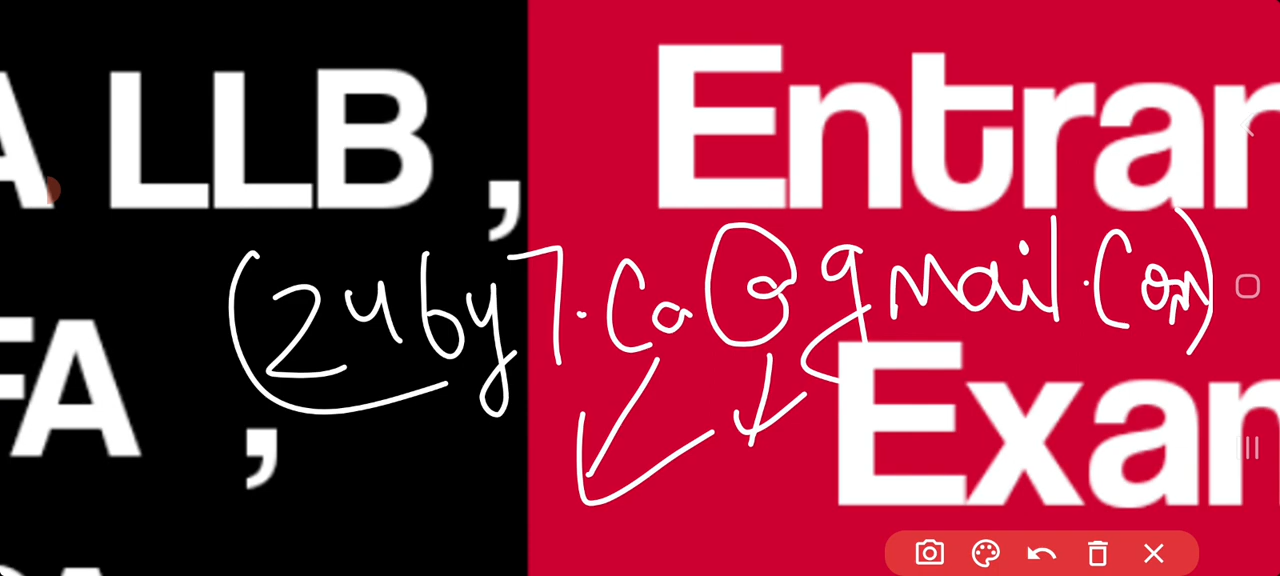 A LLB , Entran
(24by7.co@gmail.com)
FA , Exan